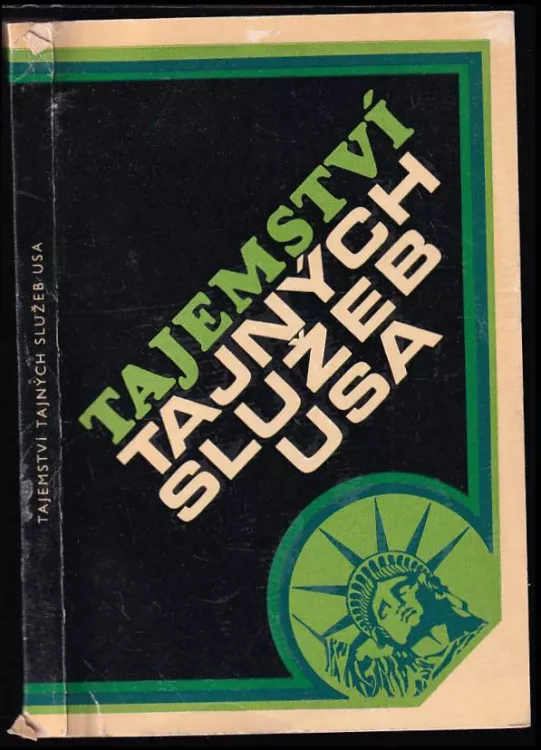 TAJEMSTVÍ TAJNÝCH SLUŽEB USA
TAJEMSTVÍ
TAJNÝCH
SLUŽEB
USA